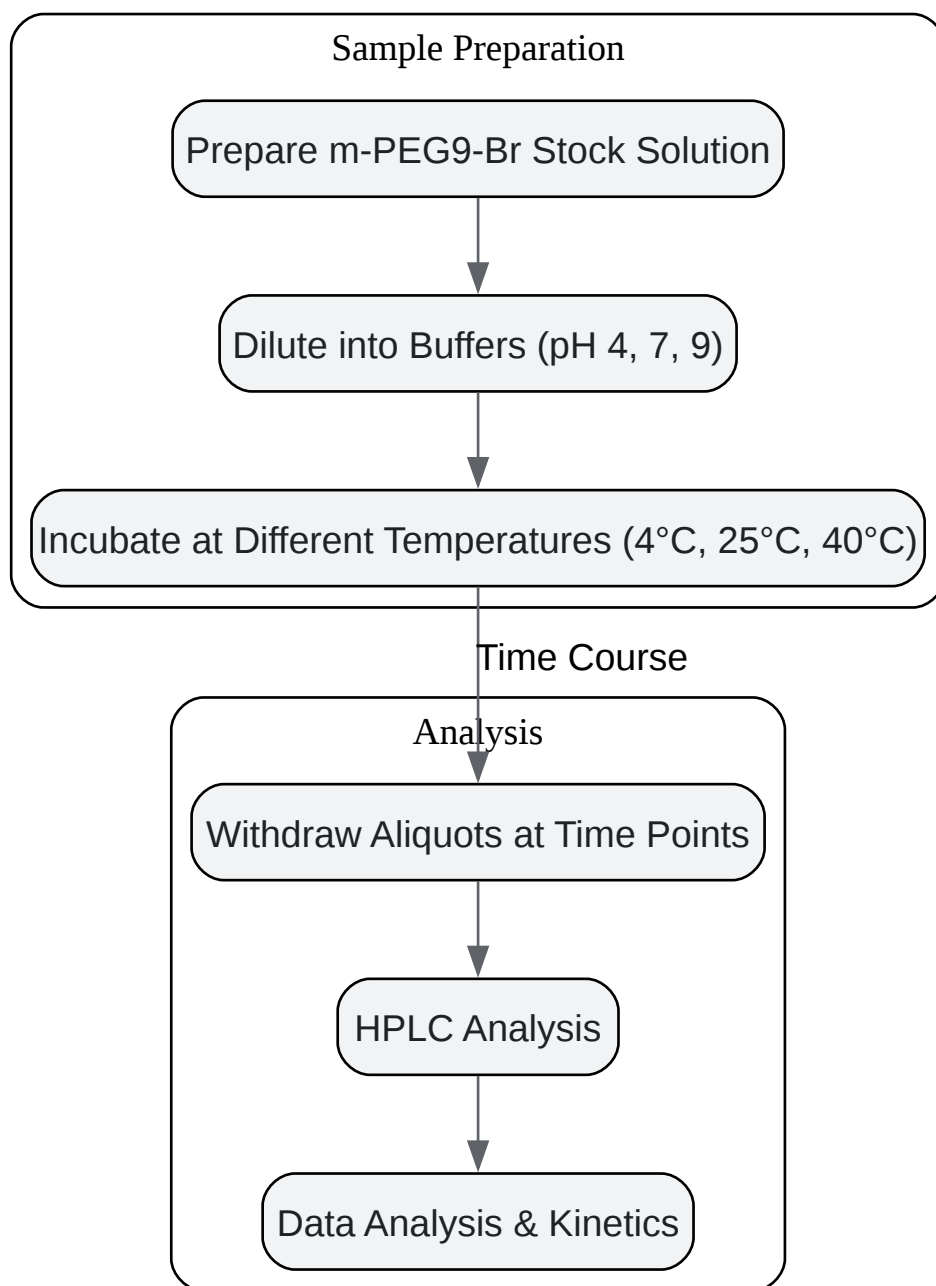 Sample Preparation
Prepare m-PEG9-Br Stock Solution
Dilute into Buffers (pH 4, 7, 9)
Incubate at Different Temperatures (4°C, 25°C, 40°C)
Time Course
Analysis
Withdraw Aliquots at Time Points
HPLC Analysis
Data Analysis & Kinetics